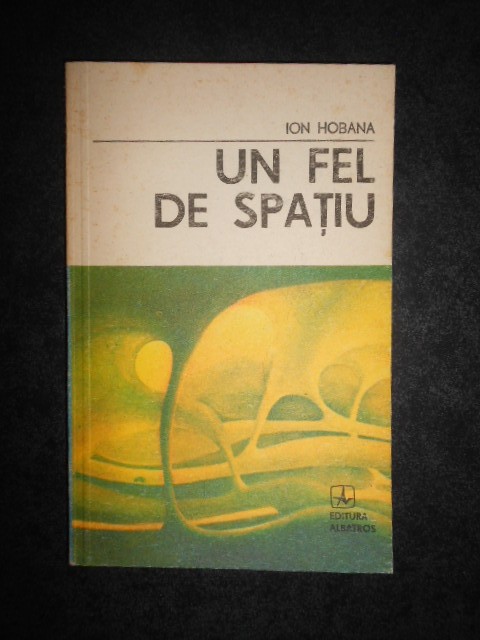 ION HOBANA
UN FEL
DE SPAȚIU
EDITURA
ALBATROS